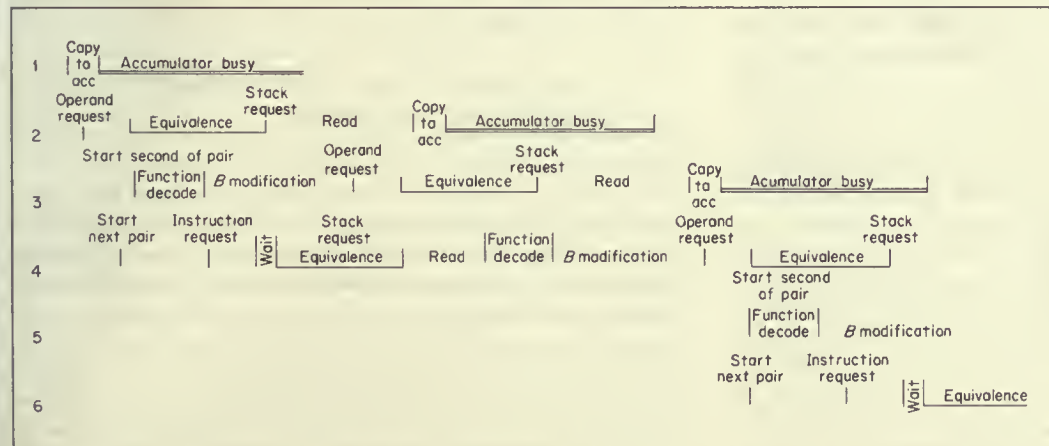 Copy
to
acc
1
Accumulator busy
Operand
request
Stack
request
Copy
to
acc
2
Equivalence
Read
Accumulator busy
Start second of pair
Operand
request
Stack
request
Function
decode
B modification
Equivalence
Read
Copy
to
acc
3
Acumulator busy
Start
next pair
Instruction
request
Wait
Stack
request
Operand
request
Stack
request
4
Equivalence
Read
Function
decode
B modification
Equivalence
Start second
of pair
5
Function
decode
B modification
Start
next pair
Instruction
request
6
Wait
Equivalence